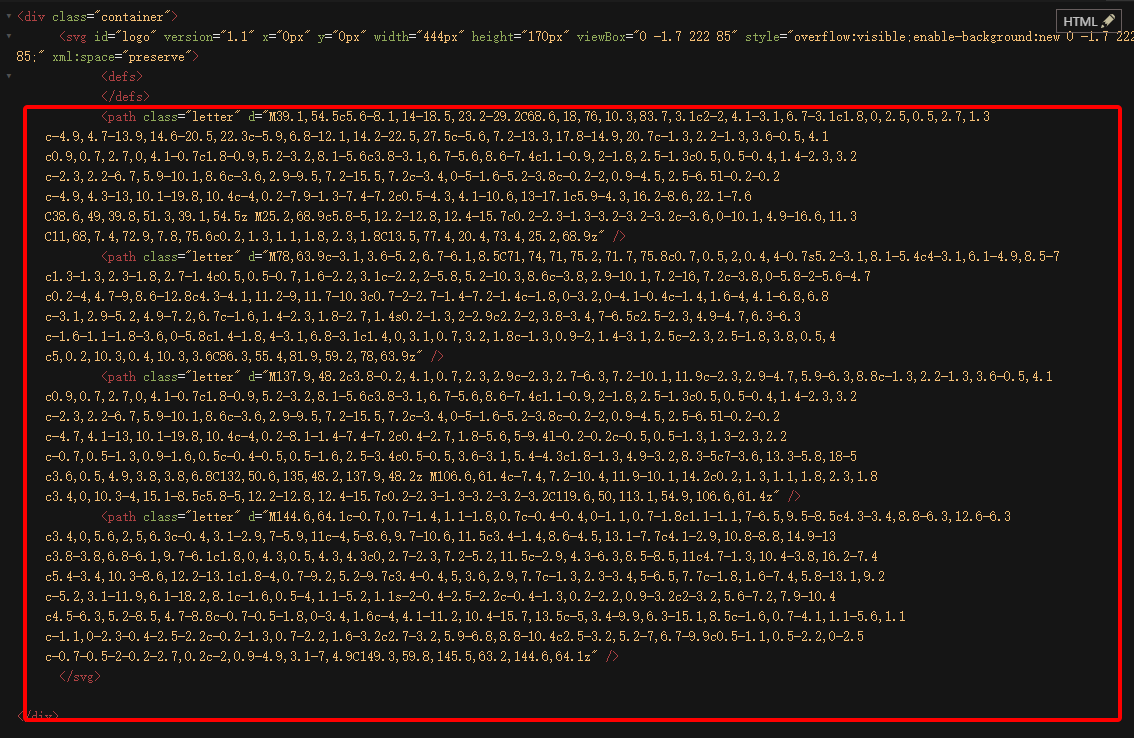 <div class="container">
HTML
<svg id="logo" version="1.1" x="0px" y="0px" width="444px" height="170px" viewBox="0 -1.7 222 85" style="overflow:visible;enable-background:new 0 -1.7 222
85;" xml:space="preserve">
<defs>
</defs>
<path class="letter" d="M39.1,54.5c5.6-8.1,14-18.5,23.2-29.2C68.6,18,76,10.3,83.7,3.1c2-2,4.1-3.1,6.7-3.1c1.8,0,2.5,0.5,2.7,1.3
c-4.9,4.7-13.9,14.6-20.5,22.3c-5.9,6.8-12.1,14.2-22.5,27.5c-5.6,7.2-13.3,17.8-14.9,20.7c-1.3,2.2-1.3,3.6-0.5,4.1
c0.9,0.7,2.7,0,4.1-0.7c1.8-0.9,5.2-3.2,8.1-5.6c3.8-3.1,6.7-5.6,8.6-7.4c1.1-0.9,2-1.8,2.5-1.3c0.5,0.5-0.4,1.4-2.3,3.2
c-2.3,2.2-6.7,5.9-10.1,8.6c-3.6,2.9-9.5,7.2-15.5,7.2c-3.4,0-5-1.6-5.2-3.8c-0.2-2,0.9-4.5,2.5-6.5l-0.2-0.2
c-4.9,4.3-13,10.1-19.8,10.4c-4,0.2-7.9-1.3-7.4-7.2c0.5-4.3,4.1-10.6,13-17.1c5.9-4.3,16.2-8.6,22.1-7.6
C38.6,49,39.8,51.3,39.1,54.5z M25.2,68.9c5.8-5,12.2-12.8,12.4-15.7c0.2-2.3-1.3-3.2-3.2-3.2c-3.6,0-10.1,4.9-16.6,11.3
C11,68,7.4,72.9,7.8,75.6c0.2,1.3,1.1,1.8,2.3,1.8C13.5,77.4,20.4,73.4,25.2,68.9z" />
<path class="letter" d="M78,63.9c-3.1,3.6-5.2,6.7-6.1,8.5C71,74,71,75.2,71.7,75.8c0.7,0.5,2,0.4,4-0.7s5.2-3.1,8.1-5.4c4-3.1,6.1-4.9,8.5-7
c1.3-1.3,2.3-1.8,2.7-1.4c0.5,0.5-0.7,1.6-2.2,3.1c-2.2,2.2-5.8,5.2-10.3,8.6c-3.8,2.9-10.1,7.2-16,7.2c-3.8,0-5.8-2-5.6-4.7
c0.2-4,4.7-9,8.6-12.8c4.3-4.1,11.2-9,11.7-10.3c0.7-2-2.7-1.4-7.2-1.4c-1.8,0-3.2,0-4.1-0.4c-1.4,1.6-4,4.1-6.8,6.8
c-3.1,2.9-5.2,4.9-7.2,6.7c-1.6,1.4-2.3,1.8-2.7,1.4s0.2-1.3,2-2.9c2.2-2,3.8-3.4,7-6.5c2.5-2.3,4.9-4.7,6.3-6.3
c-1.6-1.1-1.8-3.6,0-5.8c1.4-1.8,4-3.1,6.8-3.1c1.4,0,3.1,0.7,3.2,1.8c-1.3,0.9-2,1.4-3.1,2.5c-2.3,2.5-1.8,3.8,0.5,4
c5,0.2,10.3,0.4,10.3,3.6C86.3,55.4,81.9,59.2,78,63.9z" />
<path class="letter" d="M137.9,48.2c3.8-0.2,4.1,0.7,2.3,2.9c-2.3,2.7-6.3,7.2-10.1,11.9c-2.3,2.9-4.7,5.9-6.3,8.8c-1.3,2.2-1.3,3.6-0.5,4.1
c0.9,0.7,2.7,0,4.1-0.7c1.8-0.9,5.2-3.2,8.1-5.6c3.8-3.1,6.7-5.6,8.6-7.4c1.1-0.9,2-1.8,2.5-1.3c0.5,0.5-0.4,1.4-2.3,3.2
c-2.3,2.2-6.7,5.9-10.1,8.6c-3.6,2.9-9.5,7.2-15.5,7.2c-3.4,0-5-1.6-5.2-3.8c-0.2-2,0.9-4.5,2.5-6.5l-0.2-0.2
c-4.7,4.1-13,10.1-19.8,10.4c-4,0.2-8.1-1.4-7.4-7.2c0.4-2.7,1.8-5.6,5-9.4l-0.2-0.2c-0.5,0.5-1.3,1.3-2.3,2.2
c-0.7,0.5-1.3,0.9-1.6,0.5c-0.4-0.5,0.5-1.6,2.5-3.4c0.5-0.5,3.6-3.1,5.4-4.3c1.8-1.3,4.9-3.2,8.3-5c7-3.6,13.3-5.8,18-5
c3.6,0.5,4.9,3.8,3.8,6.8C132,50.6,135,48.2,137.9,48.2z M106.6,61.4c-7.4,7.2-10.4,11.9-10.1,14.2c0.2,1.3,1.1,1.8,2.3,1.8
c3.4,0,10.3-4,15.1-8.5c5.8-5,12.2-12.8,12.4-15.7c0.2-2.3-1.3-3.2-3.2-3.2C119.6,50,113.1,54.9,106.6,61.4z" />
<path class="letter" d="M144.6,64.1c-0.7,0.7-1.4,1.1-1.8,0.7c-0.4-0.4,0-1.1,0.7-1.8c1.1-1.1,7-6.5,9.5-8.5c4.3-3.4,8.8-6.3,12.6-6.3
c3.4,0,5.6,2,5,6.3c-0.4,3.1-2.9,7-5.9,11c-4,5-8.6,9.7-10.6,11.5c3.4-1.4,8.6-4.5,13.1-7.7c4.1-2.9,10.8-8.8,14.9-13
c3.8-3.8,6.8-6.1,9.7-6.1c1.8,0,4.3,0.5,4.3,4.3c0,2.7-2.3,7.2-5.2,11.5c-2.9,4.3-6.3,8.5-8.5,11c4.7-1.3,10.4-3.8,16.2-7.4
c5.4-3.4,10.3-8.6,12.2-13.1c1.8-4,0.7-9.2,5.2-9.7c3.4-0.4,5,3.6,2.9,7.7c-1.3,2.3-3.4,5-6.5,7.7c-1.8,1.6-7.4,5.8-13.1,9.2
c-5.2,3.1-11.9,6.1-18.2,8.1c-1.6,0.5-4,1.1-5.2,1.1s-2-0.4-2.5-2.2c-0.4-1.3,0.2-2.2,0.9-3.2c2-3.2,5.6-7.2,7.9-10.4
c4.5-6.3,5.2-8.5,4.7-8.8c-0.7-0.5-1.8,0-3.4,1.6c-4,4.1-11.2,10.4-15.7,13.5c-5,3.4-9.9,6.3-15.1,8.5c-1.6,0.7-4.1,1.1-5.6,1.1
c-1.1,0-2.3-0.4-2.5-2.2c-0.2-1.3,0.7-2.2,1.6-3.2c2.7-3.2,5.9-6.8,8.8-10.4c2.5-3.2,5.2-7,6.7-9.9c0.5-1.1,0.5-2.2,0-2.5
c-0.7-0.5-2-0.2-2.7,0.2c-2,0.9-4.9,3.1-7,4.9C149.3,59.8,145.5,63.2,144.6,64.1z" />
</svg>
</div>